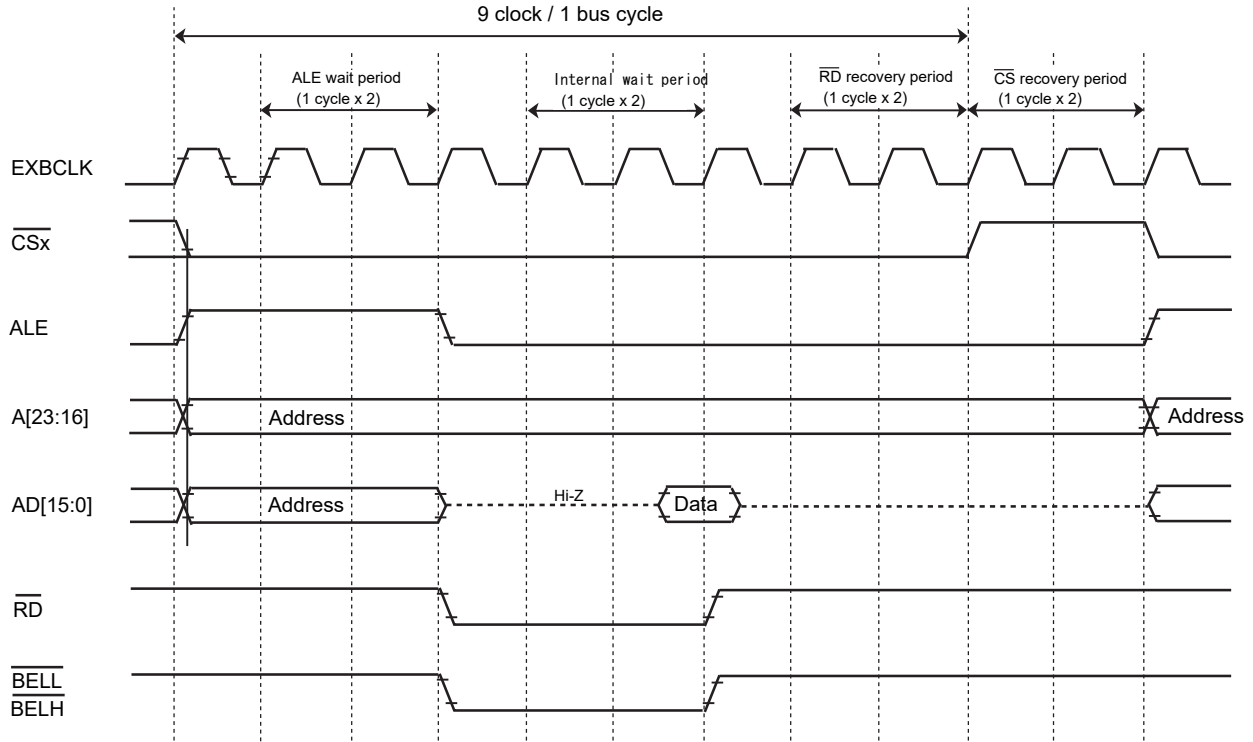 9 clock / 1 bus cycle
ALE wait period
(1 cycle x 2)
Internal wait period
(1 cycle x 2)
RD recovery period
(1 cycle x 2)
CS recovery period
(1 cycle x 2)
EXBCLK
CSx
ALE
A[23:16]
Address
Address
AD[15:0]
Address
Hi-Z
Data
RD
BELL
BELH